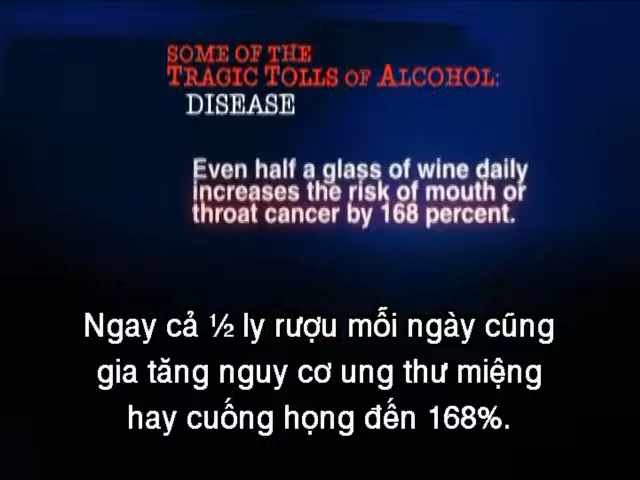 SOME OF THE
TRAGIC TOLLS OF ALCOHOL:
DISEASE
Even half a glass of wine daily
increases the risk of mouth or
throat cancer by 168 percent.
Ngay cả ½ ly rượu mỗi ngày cũng
gia tăng nguy cơ ung thư miệng
hay cuống họng đến 168%.